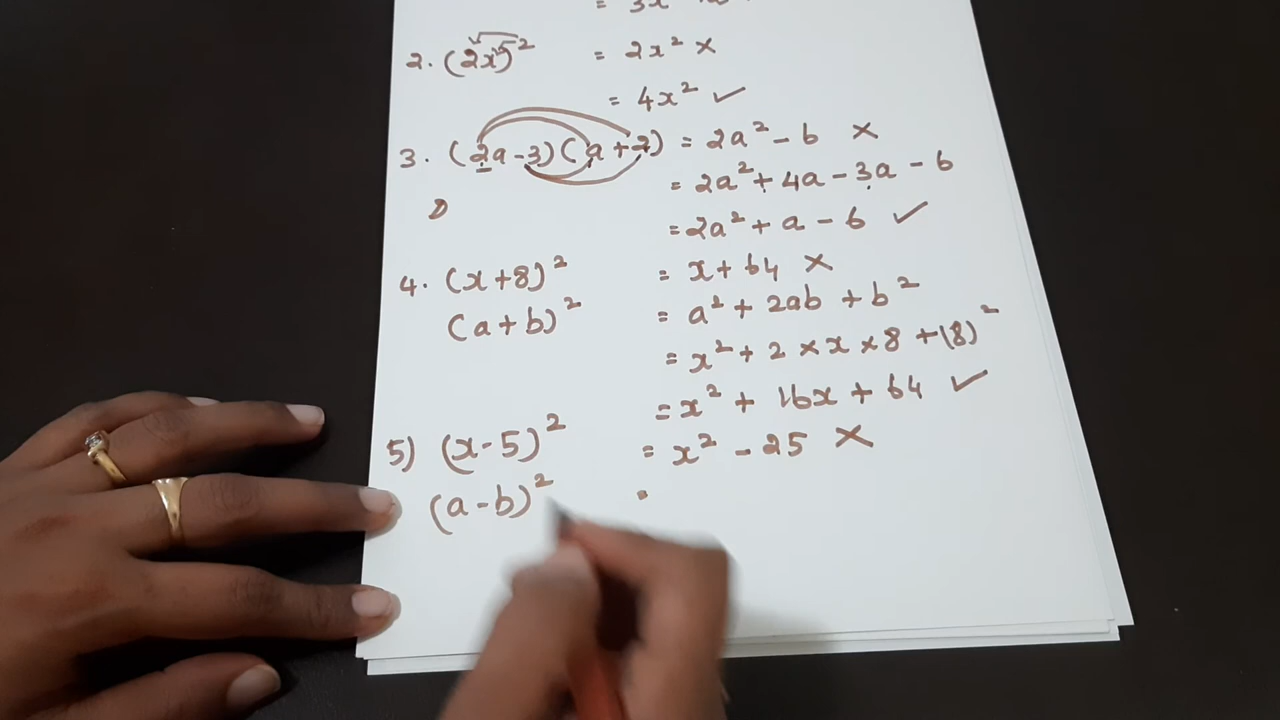 = 3x
2. (2x)² = 2x² ×
= 4x² ✓
3. (2a-3)(a+2) = 2a² - 6 ×
= 2a² + 4a - 3a - 6
= 2a² + a - 6 ✓
4. (x+8)² = x + 64 ×
(a+b)² = a² + 2ab + b²
= x² + 2 × x × 8 + (8)²
= x² + 16x + 64 ✓
5) (x-5)² = x² - 25 ×
(a-b)²